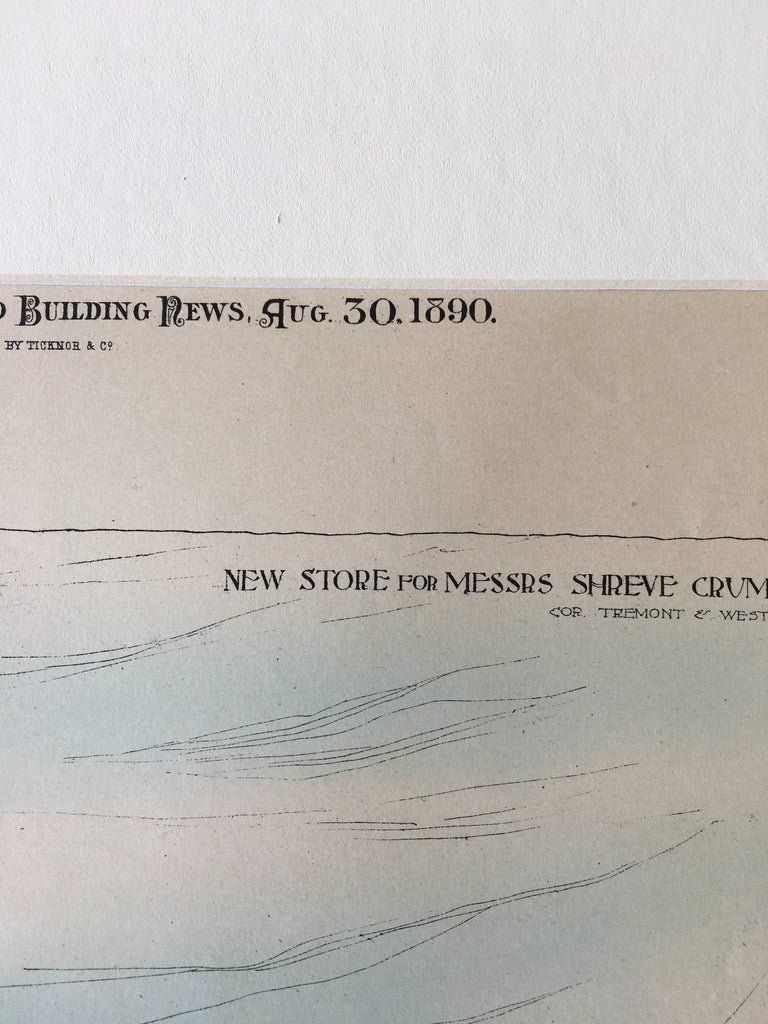 BUILDING NEWS, AUG. 30, 1890.
BY TICKNOR & Cº
NEW STORE FOR MESSRS SHREVE CRUM
COR. TREMONT & WEST